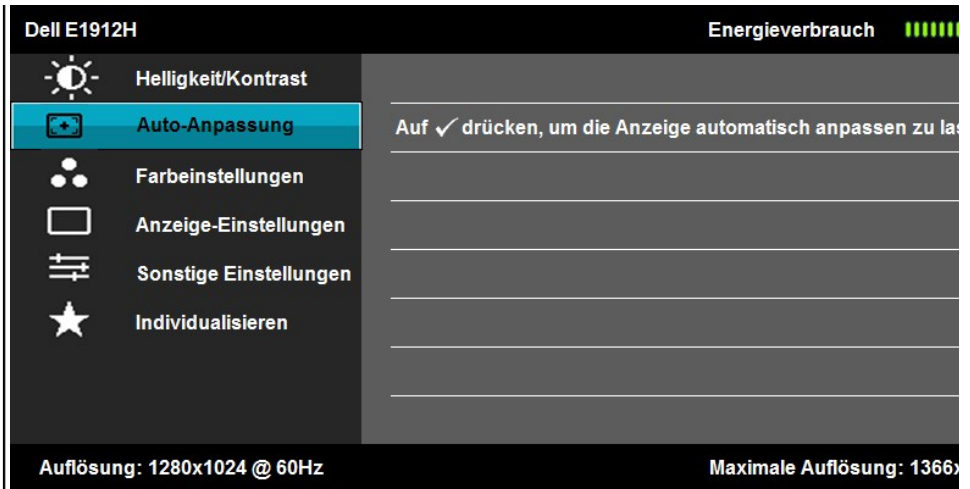 Dell E1912H
Energieverbrauch
Helligkeit/Kontrast
Auto-Anpassung
Auf ✓ drücken, um die Anzeige automatisch anpassen zu
Farbeinstellungen
Anzeige-Einstellungen
Sonstige Einstellungen
Individualisieren
Auflösung: 1280x1024 @ 60Hz
Maximale Auflösung: 1366x